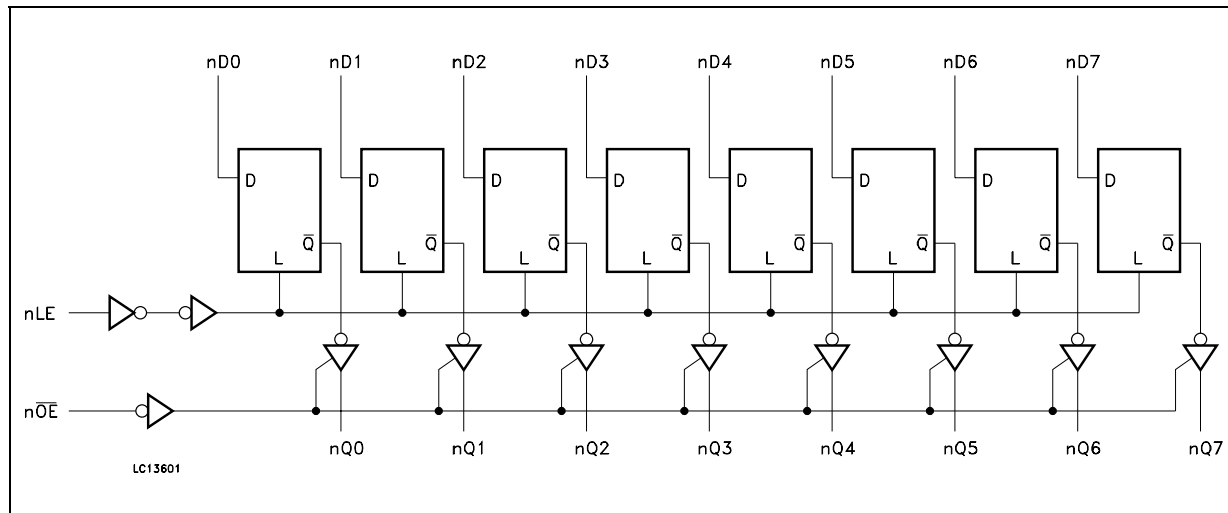 nD0 nD1 nD2 nD3 nD4 nD5 nD6 nD7
D D D D D D D D
Q̅ Q̅ Q̅ Q̅ Q̅ Q̅ Q̅ Q̅
L L L L L L L L
nLE
nO̅E̅
nQ0 nQ1 nQ2 nQ3 nQ4 nQ5 nQ6 nQ7
LC13601